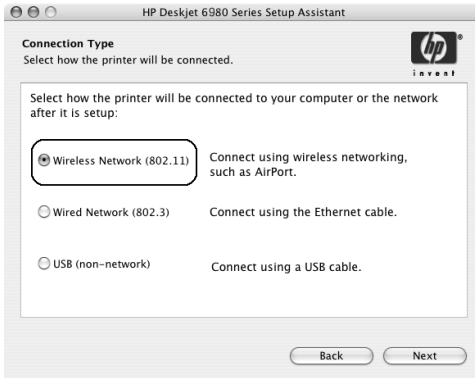 HP Deskjet 6980 Series Setup Assistant
Connection Type
Select how the printer will be connected.
hp
invent
Select how the printer will be connected to your computer or the network
after it is setup:
Wireless Network (802.11)
Connect using wireless networking,
such as AirPort.
Wired Network (802.3)
Connect using the Ethernet cable.
USB (non-network)
Connect using a USB cable.
Back
Next